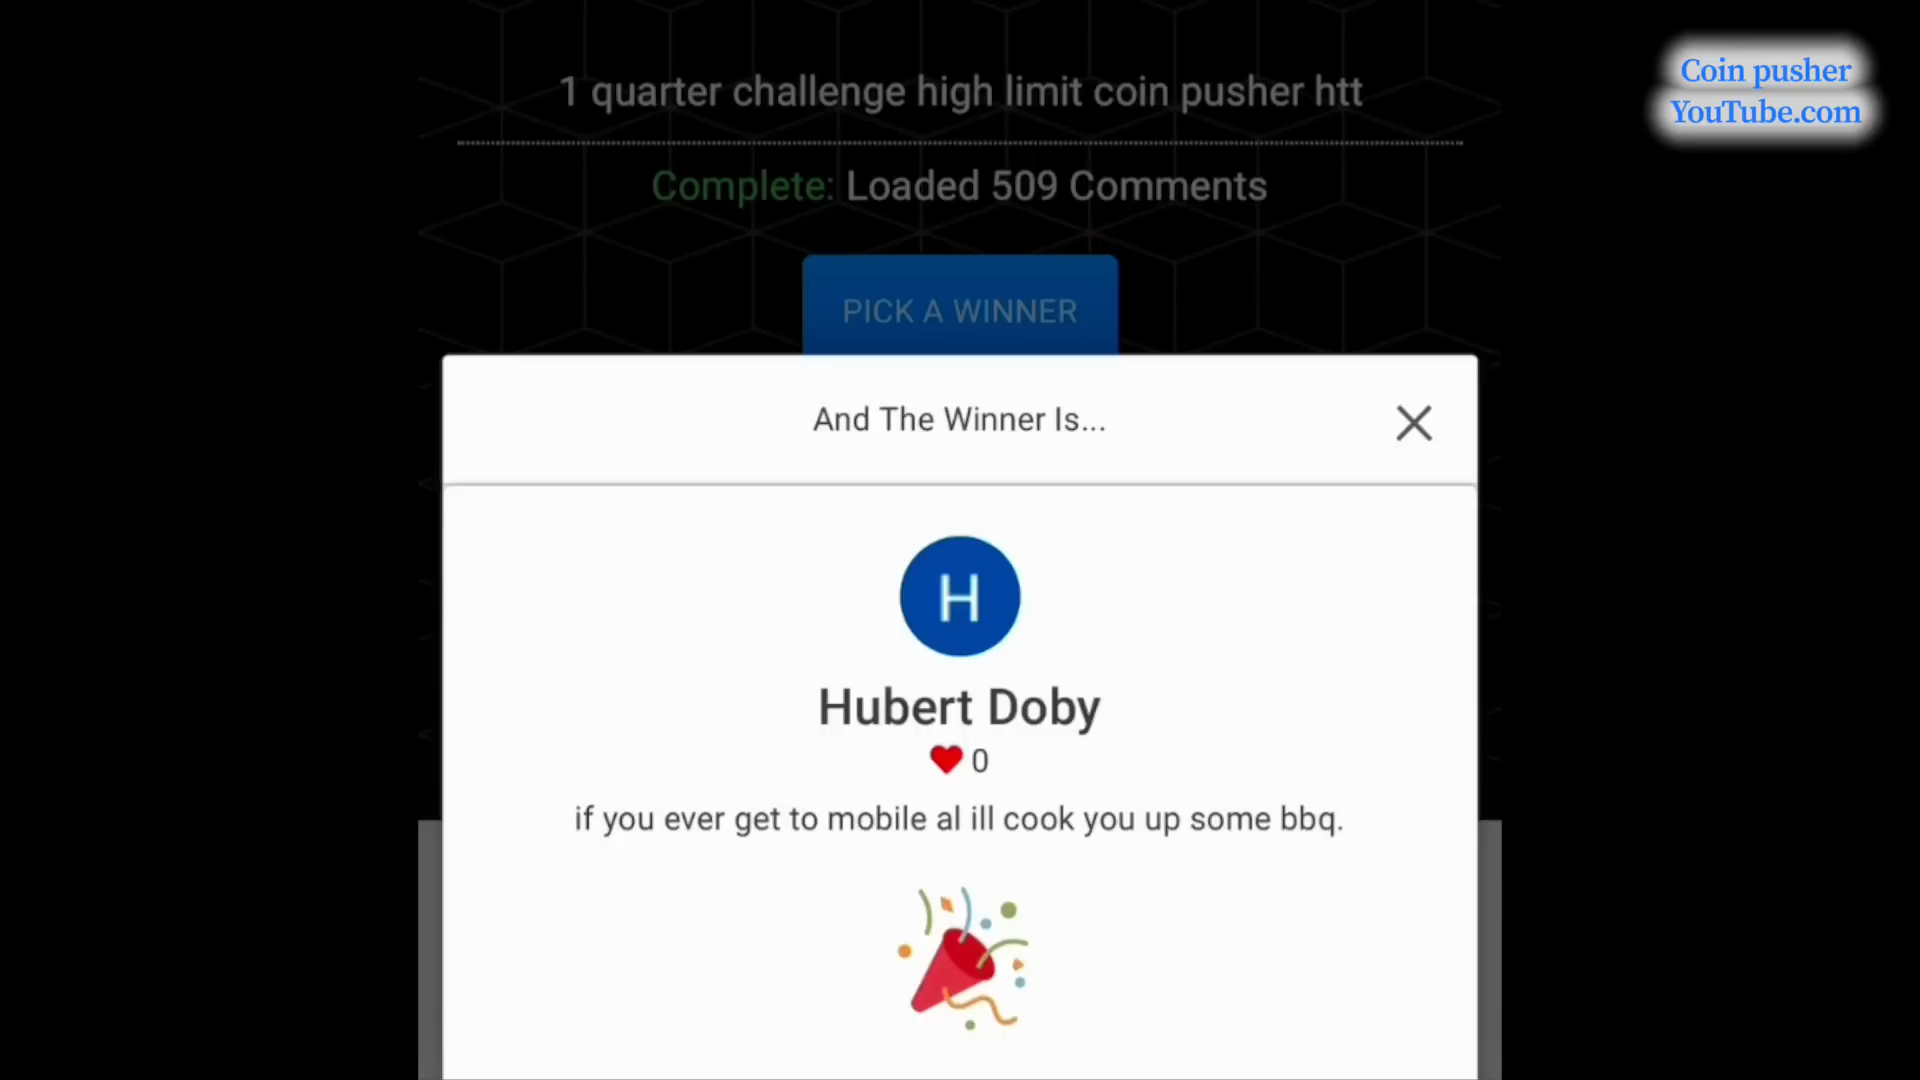 Coin pusher
YouTube.com
1 quarter challenge high limit coin pusher htt
Complete: Loaded 509 Comments
PICK A WINNER
And The Winner Is...
H
Hubert Doby
0
if you ever get to mobile al ill cook you up some bbq.